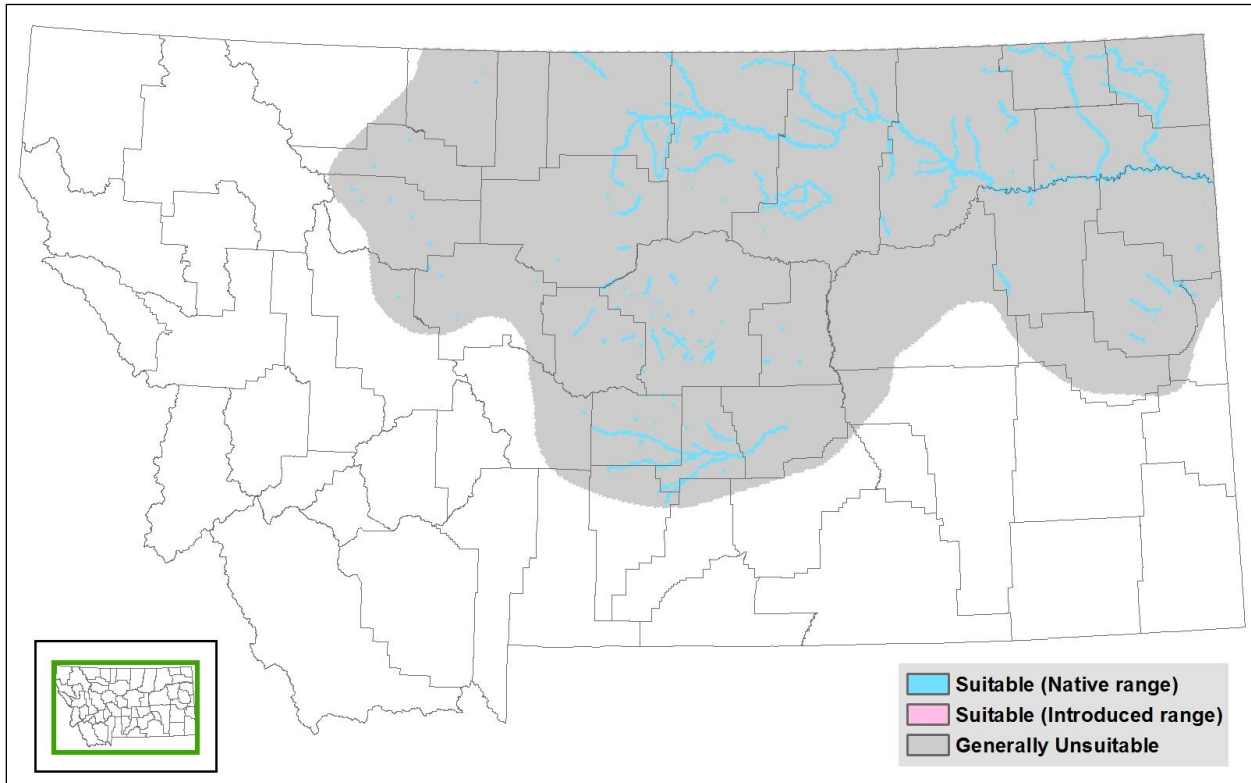 Suitable (Native range)
Suitable (Introduced range)
Generally Unsuitable